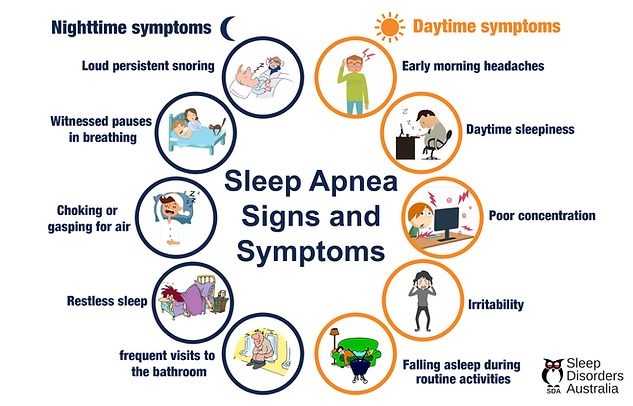 Nighttime symptoms
Daytime symptoms
Loud persistent snoring
Early morning headaches
Witnessed pauses
in breathing
Daytime sleepiness
Sleep Apnea
Signs and
Symptoms
Choking or
gasping for air
Poor concentration
Restless sleep
Irritability
frequent visits to
the bathroom
Falling asleep during
routine activities
SDA
Sleep
Disorders
Australia